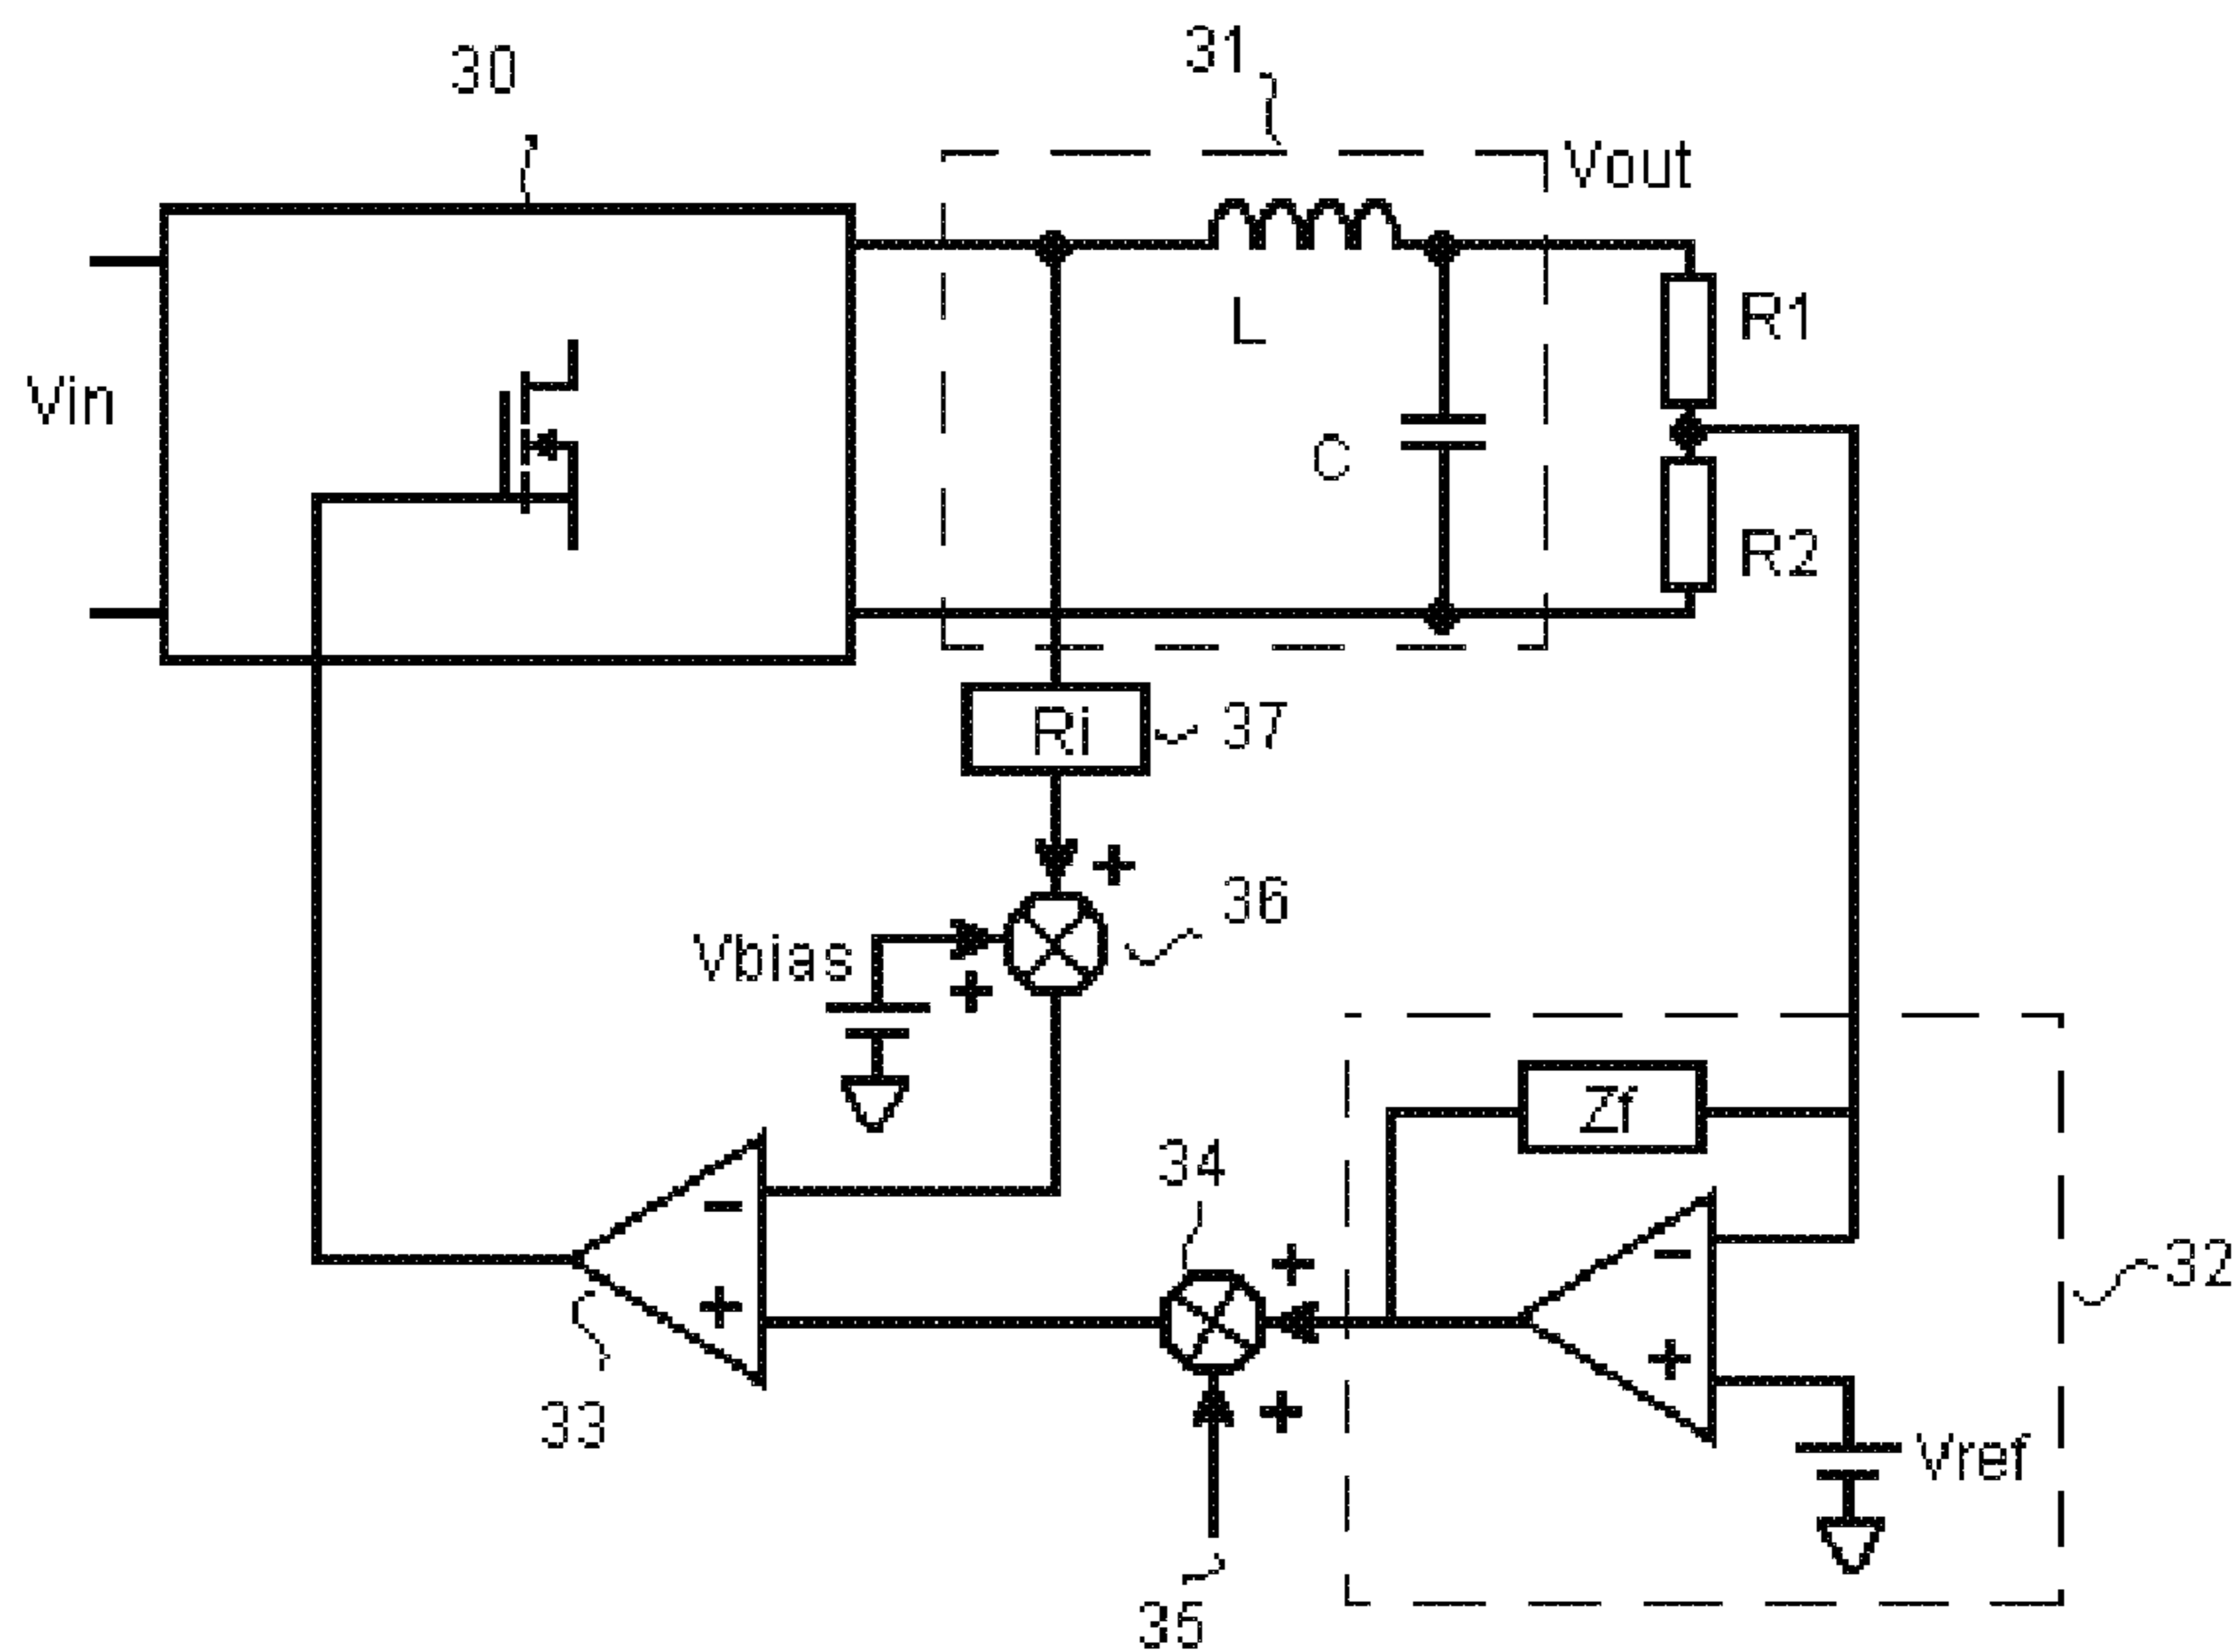 30
31
Vout
Vin
L
R1
C
R2
Ri
37
+
36
Vbias
+
Zf
34
-
+
-
32
+
+
+
Vref
33
35